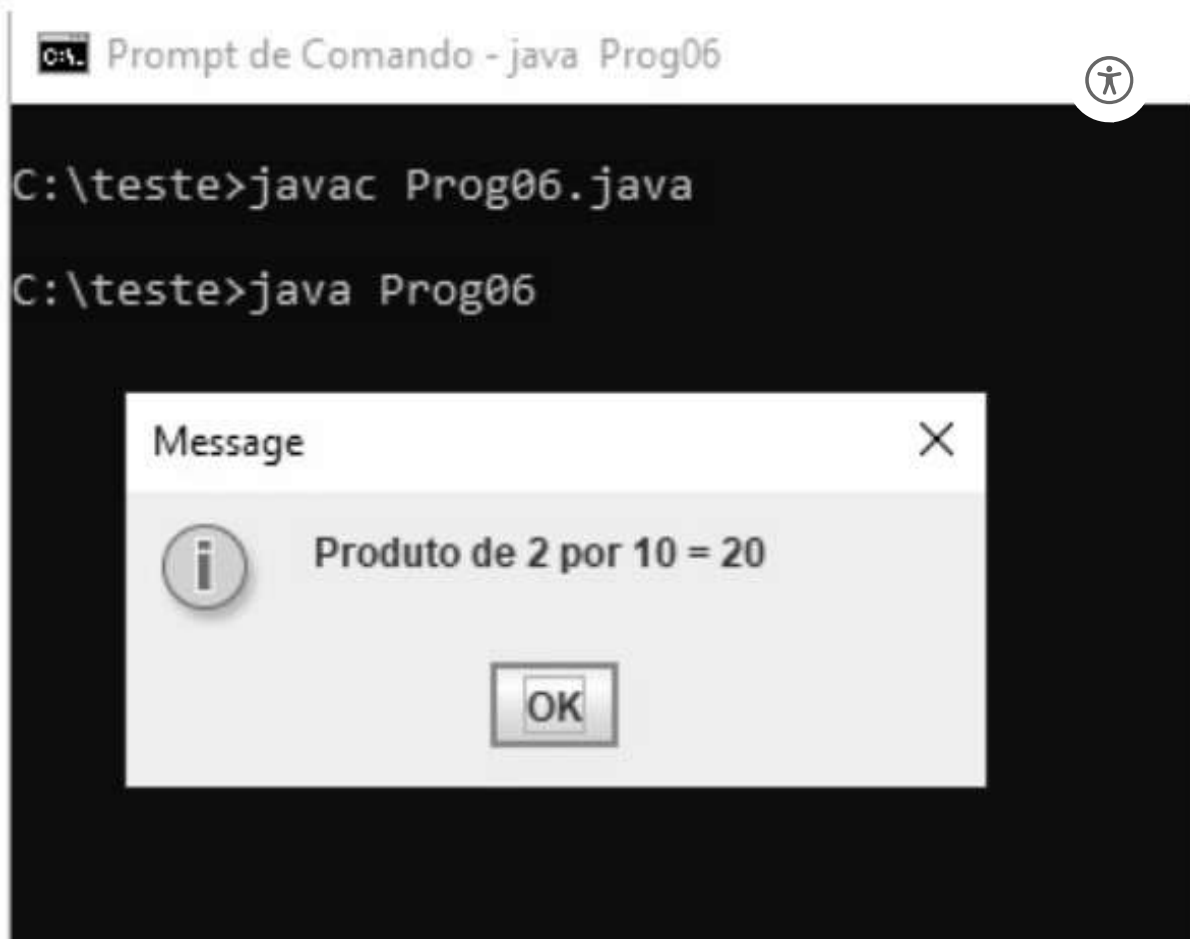 C:\. Prompt de Comando - java Prog06
C:\teste>javac Prog06.java
C:\teste>java Prog06
Message
i Produto de 2 por 10 = 20
OK